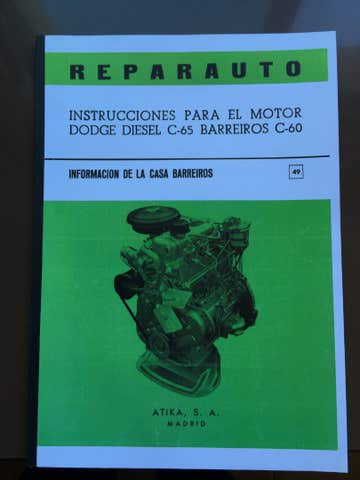 REPARAUTO
INSTRUCCIONES PARA EL MOTOR
DODGE DIESEL C-65 BARREIROS C-60
INFORMACION DE LA CASA BARREIROS
49
ATIKA, S. A.
MADRID